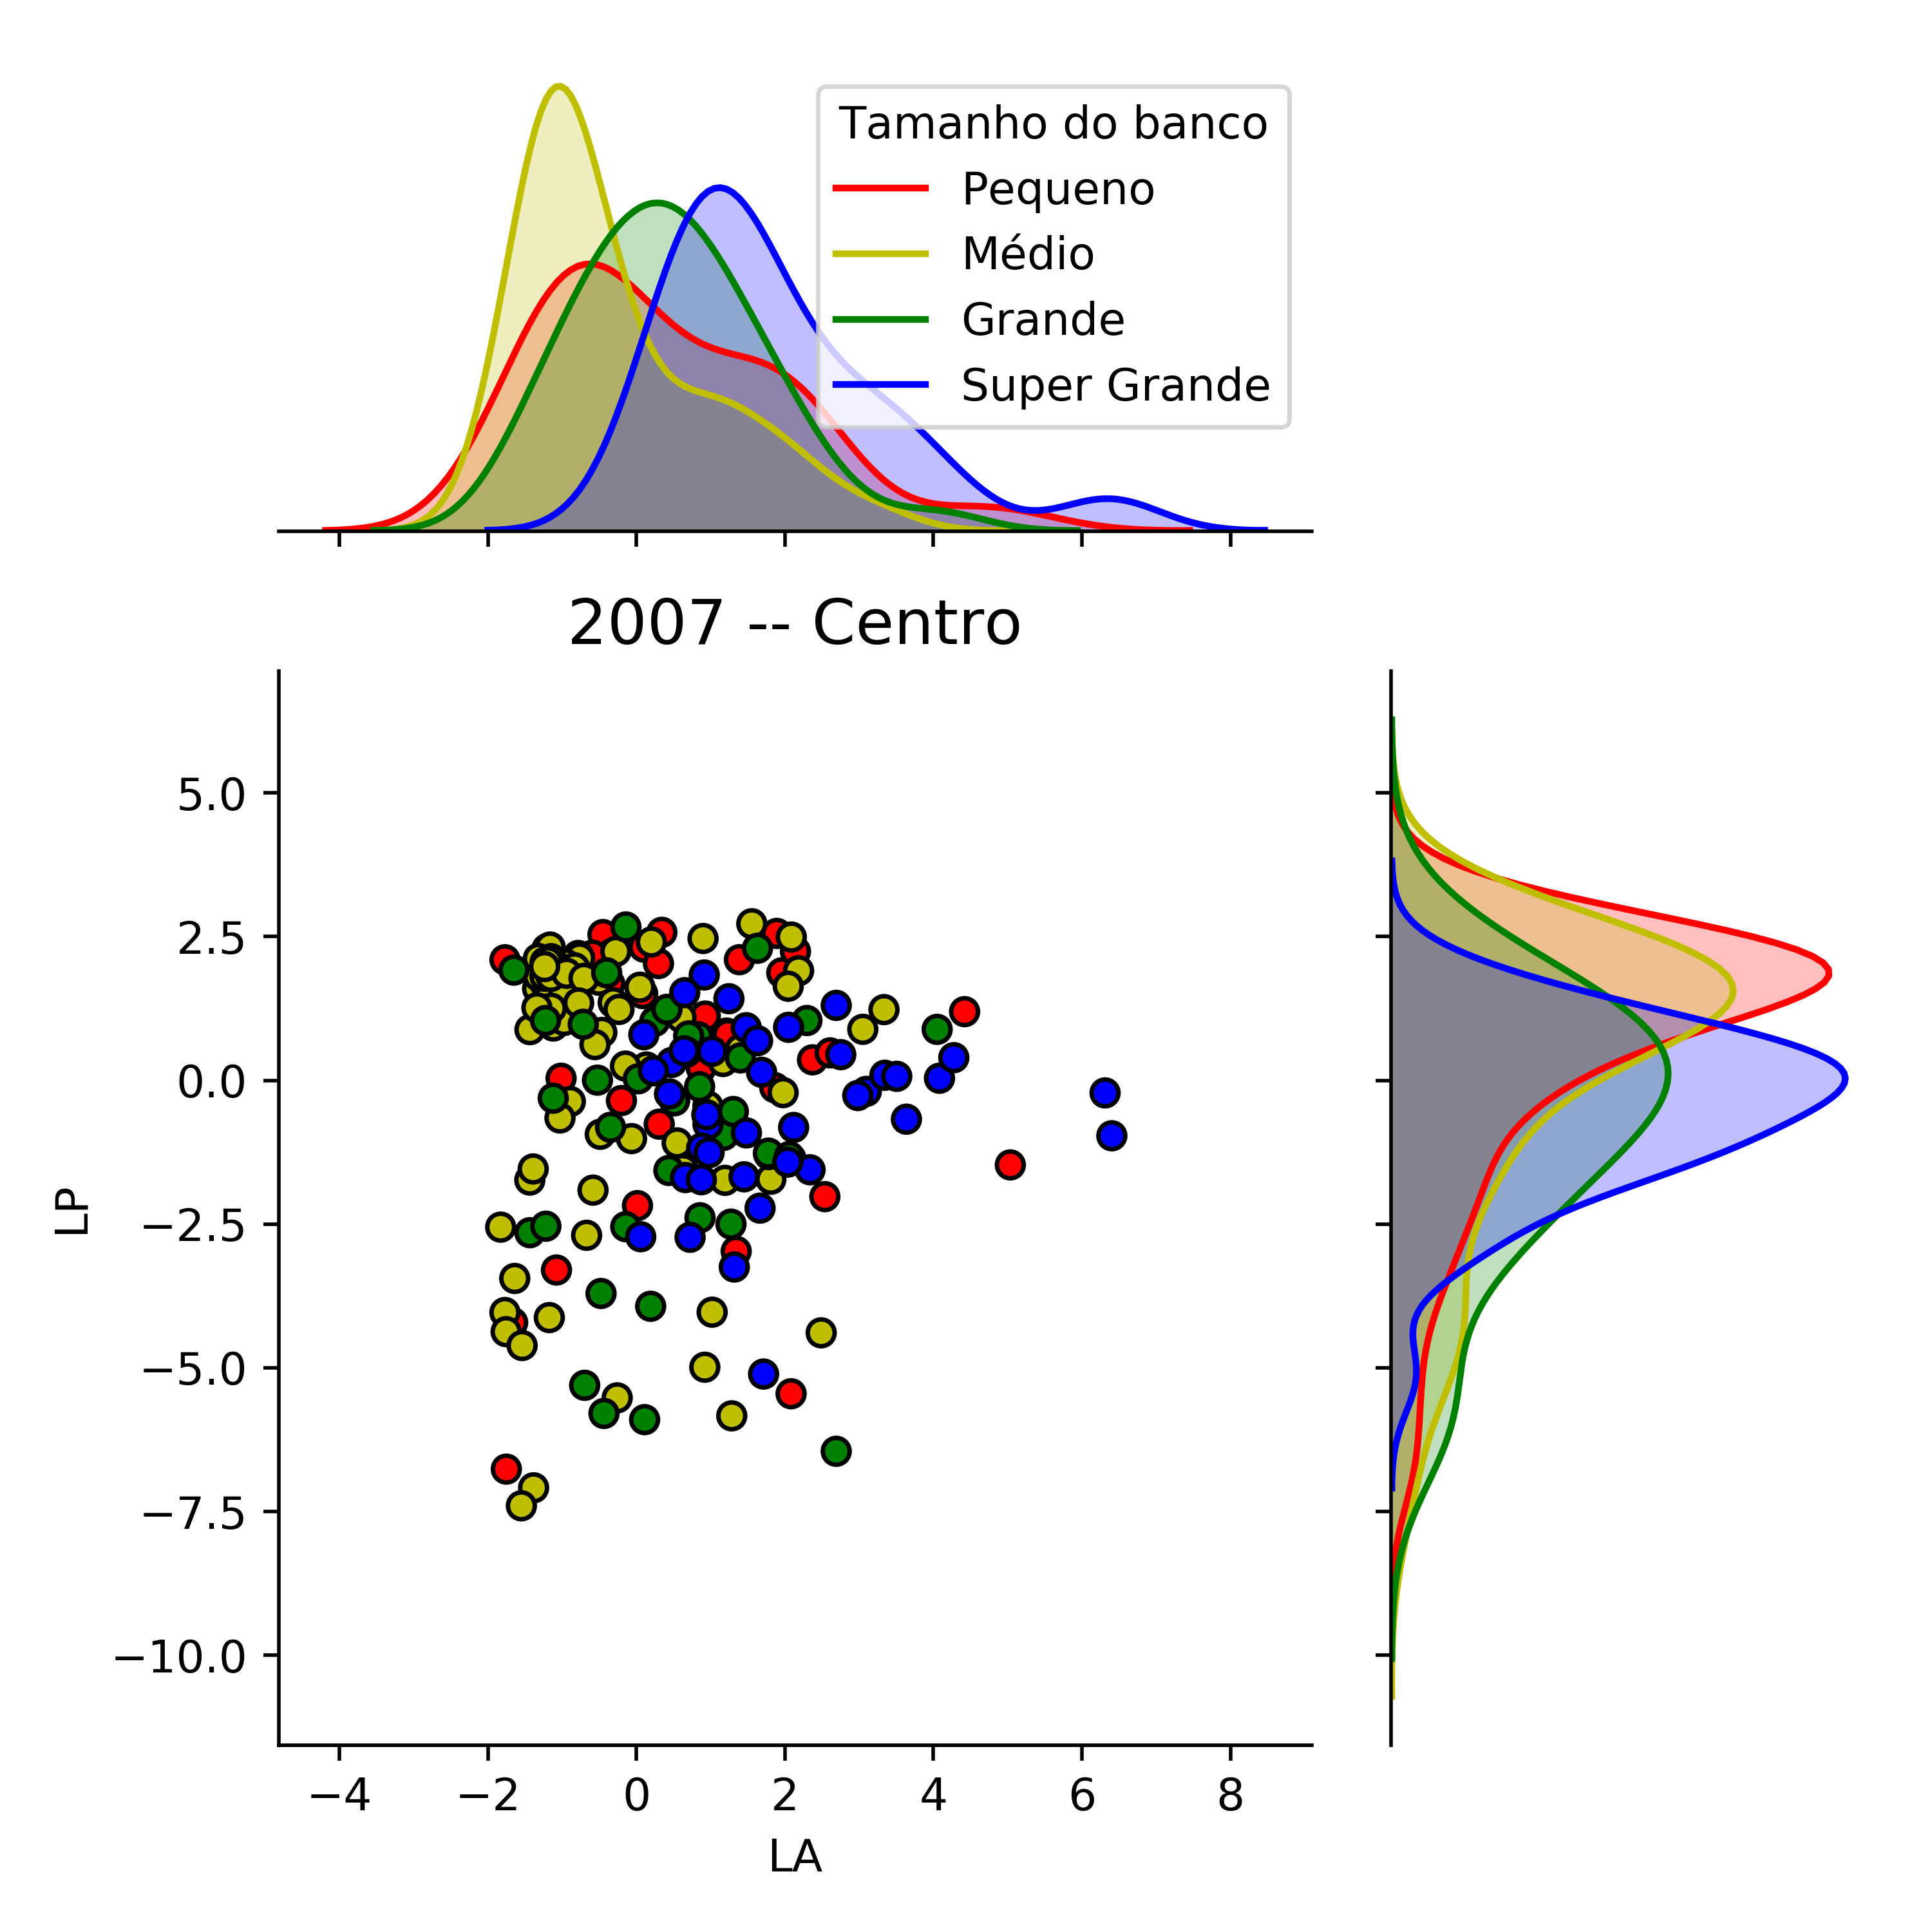 Tamanho do banco
Pequeno
Médio
Grande
Super Grande
2007 -- Centro
5.0
2.5
0.0
−2.5
−5.0
−7.5
−10.0
LP
−4 −2 0 2 4 6 8
LA